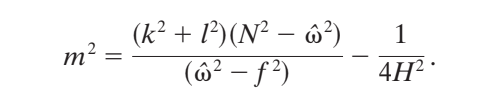 m² = (k² + l²)(N² − ω̂²) / (ω̂² − f²) − 1 / 4H² .